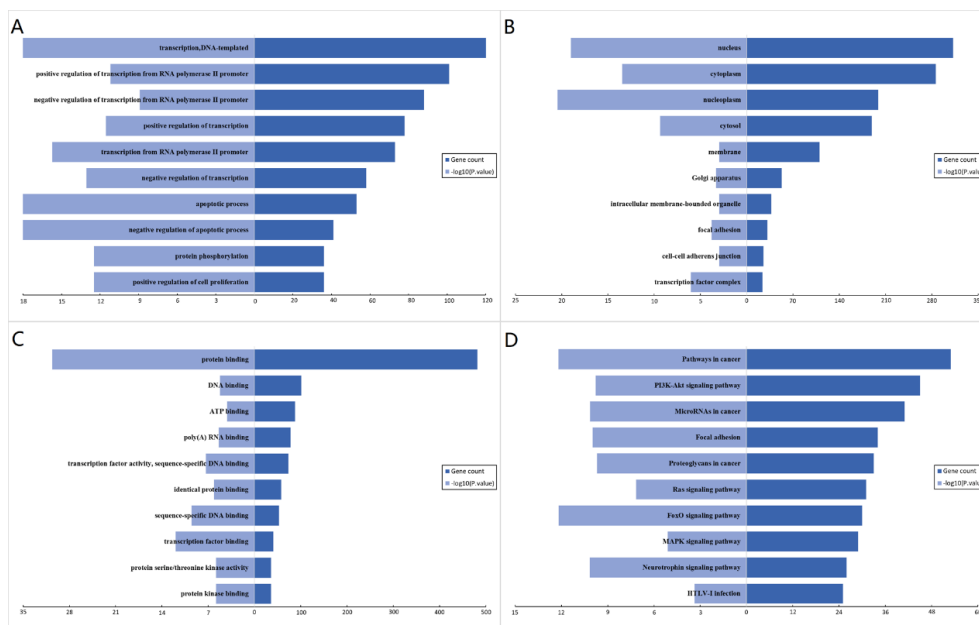 A
transcription,DNA-templated
positive regulation of transcription from RNA polymerase II promoter
negative regulation of transcription from RNA polymerase II promoter
positive regulation of transcription
transcription from RNA polymerase II promoter
negative regulation of transcription
apoptotic process
negative regulation of apoptotic process
protein phosphorylation
positive regulation of cell proliferation
Gene count
-log10(P.value)
18 15 12 9 6 3 0 20 40 60 80 100 120
B
nucleus
cytoplasm
nucleoplasm
cytosol
membrane
Golgi apparatus
intracellular membrane-bounded organelle
focal adhesion
cell-cell adherens junction
transcription factor complex
Gene count
-log10(P.value)
25 20 15 10 5 0 70 140 210 280 350
C
protein binding
DNA binding
ATP binding
poly(A) RNA binding
transcription factor activity, sequence-specific DNA binding
identical protein binding
sequence-specific DNA binding
transcription factor binding
protein serine/threonine kinase activity
protein kinase binding
Gene count
-log10(P.value)
35 28 21 14 7 0 100 200 300 400 500
D
Pathways in cancer
PI3K-Akt signaling pathway
MicroRNAs in cancer
Focal adhesion
Proteoglycans in cancer
Ras signaling pathway
FoxO signaling pathway
MAPK signaling pathway
Neurotrophin signaling pathway
HTLV-I infection
Gene count
-log10(P.value)
15 12 9 6 3 0 12 24 36 48 60